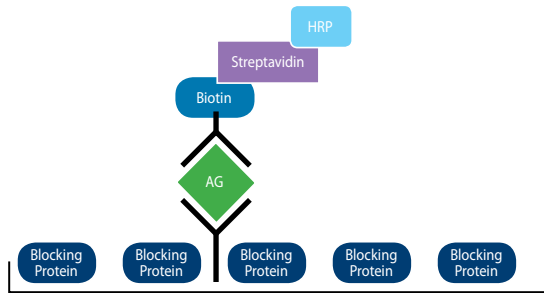 HRP
Streptavidin
Biotin
AG
Blocking
Protein
Blocking
Protein
Blocking
Protein
Blocking
Protein
Blocking
Protein